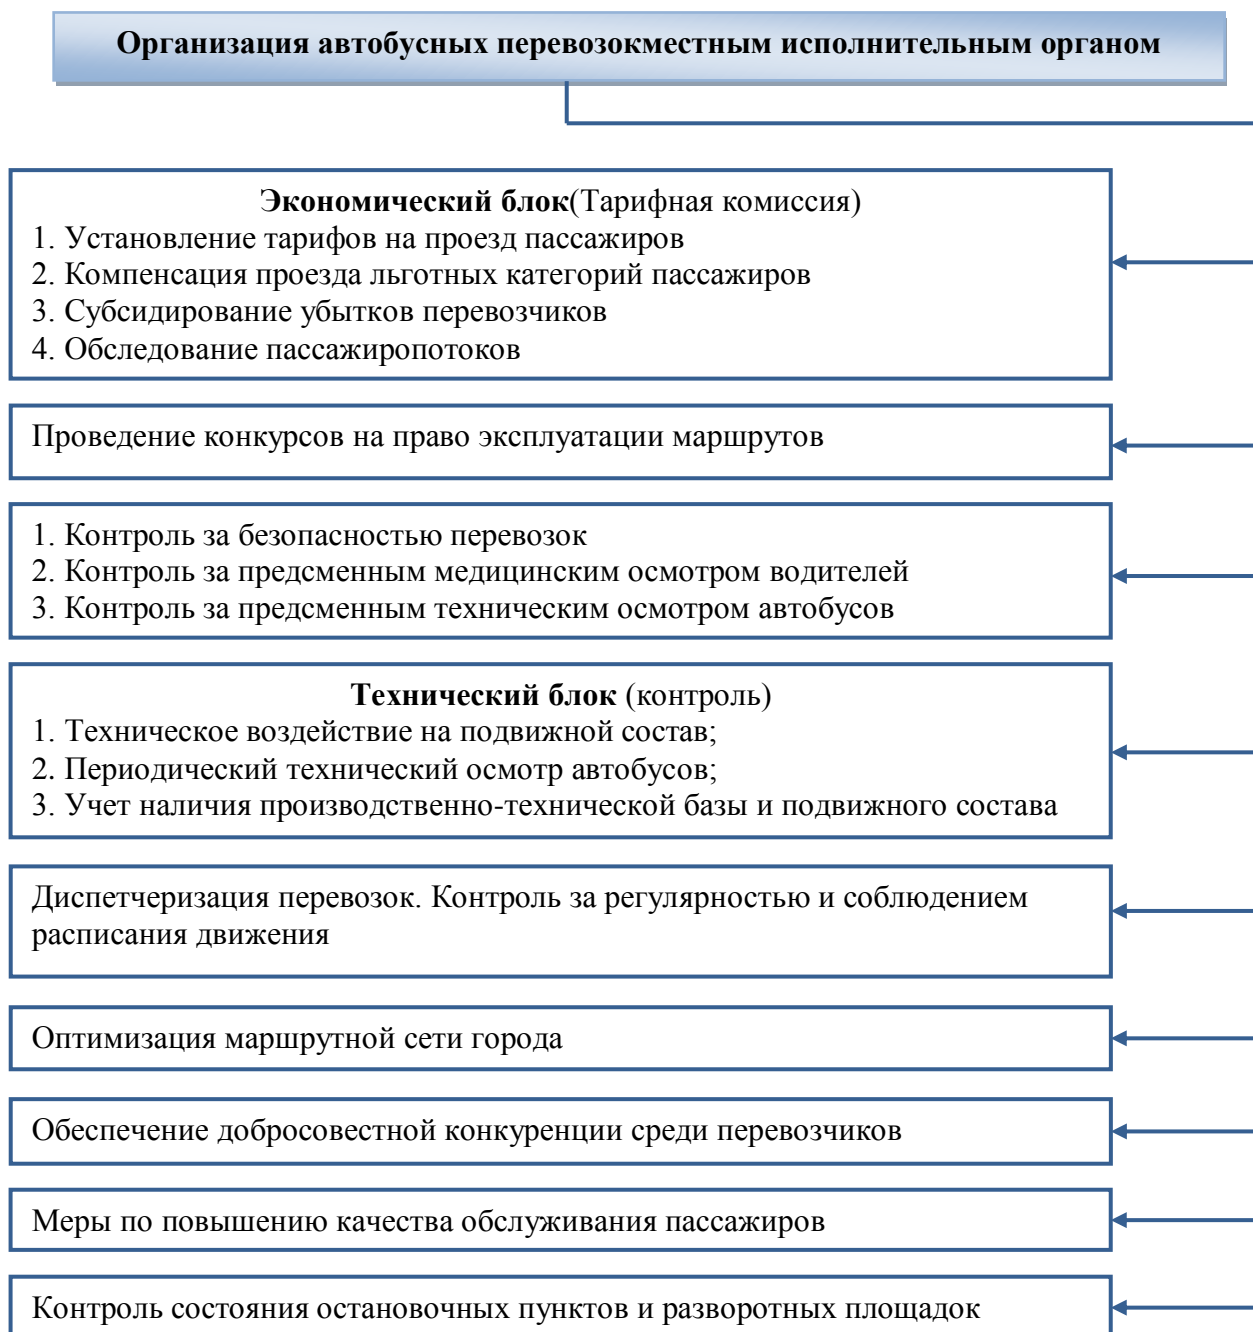 Организация автобусных перевозокместным исполнительным органом
Экономический блок(Тарифная комиссия)
1. Установление тарифов на проезд пассажиров
2. Компенсация проезда льготных категорий пассажиров
3. Субсидирование убытков перевозчиков
4. Обследование пассажиропотоков
Проведение конкурсов на право эксплуатации маршрутов
1. Контроль за безопасностью перевозок
2. Контроль за предсменным медицинским осмотром водителей
3. Контроль за предсменным техническим осмотром автобусов
Технический блок (контроль)
1. Техническое воздействие на подвижной состав;
2. Периодический технический осмотр автобусов;
3. Учет наличия производственно-технической базы и подвижного состава
Диспетчеризация перевозок. Контроль за регулярностью и соблюдением
расписания движения
Оптимизация маршрутной сети города
Обеспечение добросовестной конкуренции среди перевозчиков
Меры по повышению качества обслуживания пассажиров
Контроль состояния остановочных пунктов и разворотных площадок